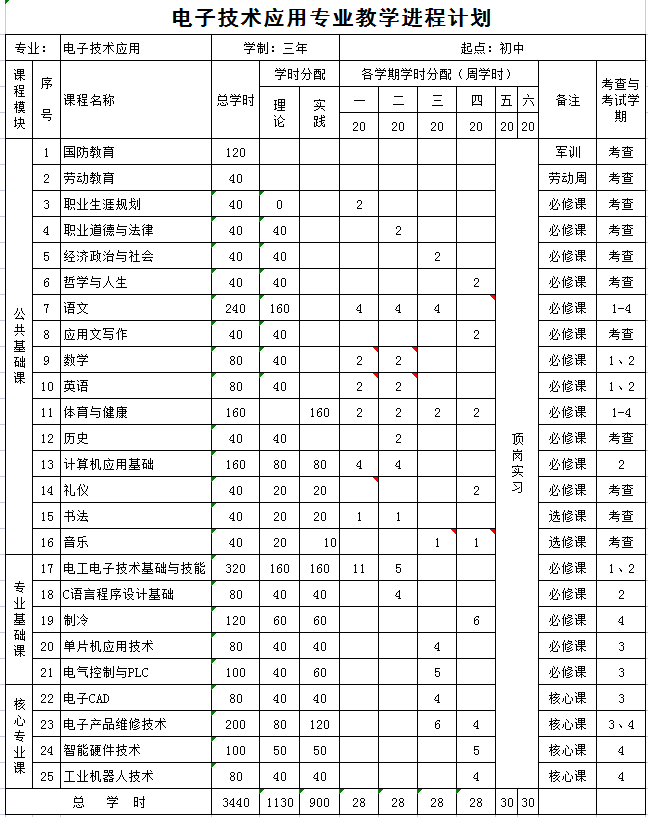 电子技术应用专业教学进程计划
专业： 电子技术应用 学制：三年 起点：初中
课程模块 序号 课程名称 总学时 学时分配 各学期学时分配（周学时） 备注 考查与考试学期
理论 实践 一 二 三 四 五 六
20 20 20 20 20 20
公共基础课
1 国防教育 120 军训 考查
2 劳动教育 40 劳动周 考查
3 职业生涯规划 40 0 2 必修课 考查
4 职业道德与法律 40 40 2 必修课 考查
5 经济政治与社会 40 40 2 必修课 考查
6 哲学与人生 40 40 2 必修课 考查
7 语文 240 160 4 4 4 必修课 1-4
8 应用文写作 40 40 2 必修课 考查
9 数学 80 40 2 2 必修课 1、2
10 英语 80 40 2 2 必修课 1、2
11 体育与健康 160 160 2 2 2 2 必修课 1-4
12 历史 40 40 2 必修课 考查
13 计算机应用基础 160 80 80 4 4 必修课 2
14 礼仪 40 20 20 2 必修课 考查
15 书法 40 20 20 1 1 选修课 考查
16 音乐 40 20 10 1 1 选修课 考查
顶岗实习
专业基础课
17 电工电子技术基础与技能 320 160 160 11 5 必修课 1、2
18 C语言程序设计基础 80 40 40 4 必修课 2
19 制冷 120 60 60 6 必修课 4
20 单片机应用技术 80 40 40 4 必修课 3
21 电气控制与PLC 100 40 60 5 必修课 3
核心专业课
22 电子CAD 80 40 40 4 核心课 3
23 电子产品维修技术 200 80 120 6 4 核心课 3、4
24 智能硬件技术 100 50 50 5 核心课 4
25 工业机器人技术 80 40 40 4 核心课 4
总 学 时 3440 1130 900 28 28 28 28 30 30